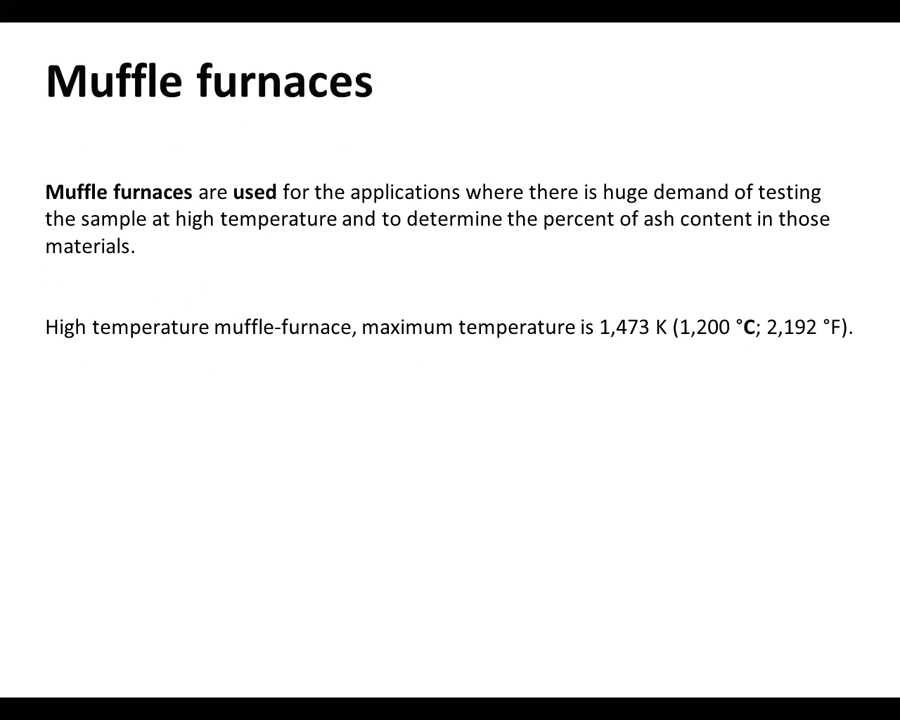 Muffle furnaces
Muffle furnaces are used for the applications where there is huge demand of testing
the sample at high temperature and to determine the percent of ash content in those
materials.
High temperature muffle-furnace, maximum temperature is 1,473 K (1,200 °C; 2,192 °F).